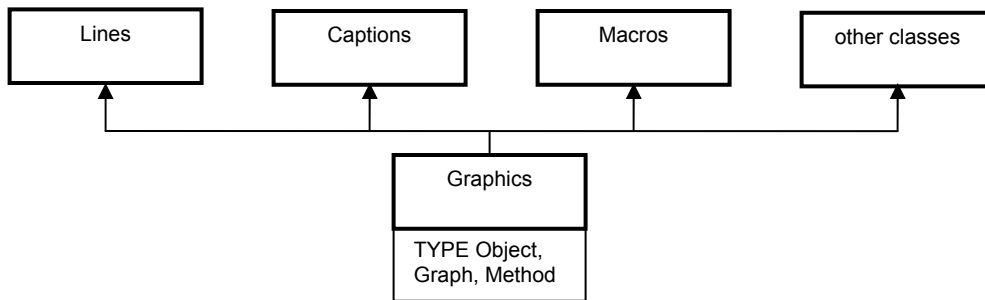 Lines
Captions
Macros
other classes
Graphics
TYPE Object,
Graph, Method